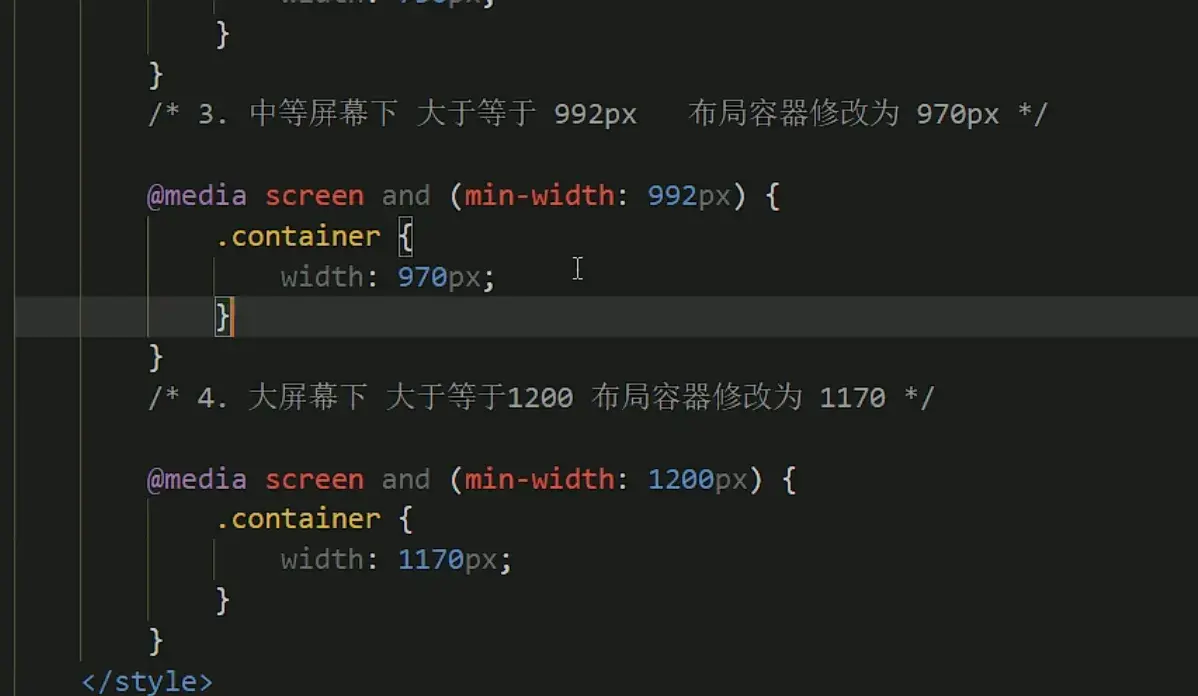 }
}
/* 3. 中等屏幕下 大于等于 992px 布局容器修改为 970px */
@media screen and (min-width: 992px) {
.container {
width: 970px;
}
}
/* 4. 大屏幕下 大于等于1200 布局容器修改为 1170 */
@media screen and (min-width: 1200px) {
.container {
width: 1170px;
}
}
</style>